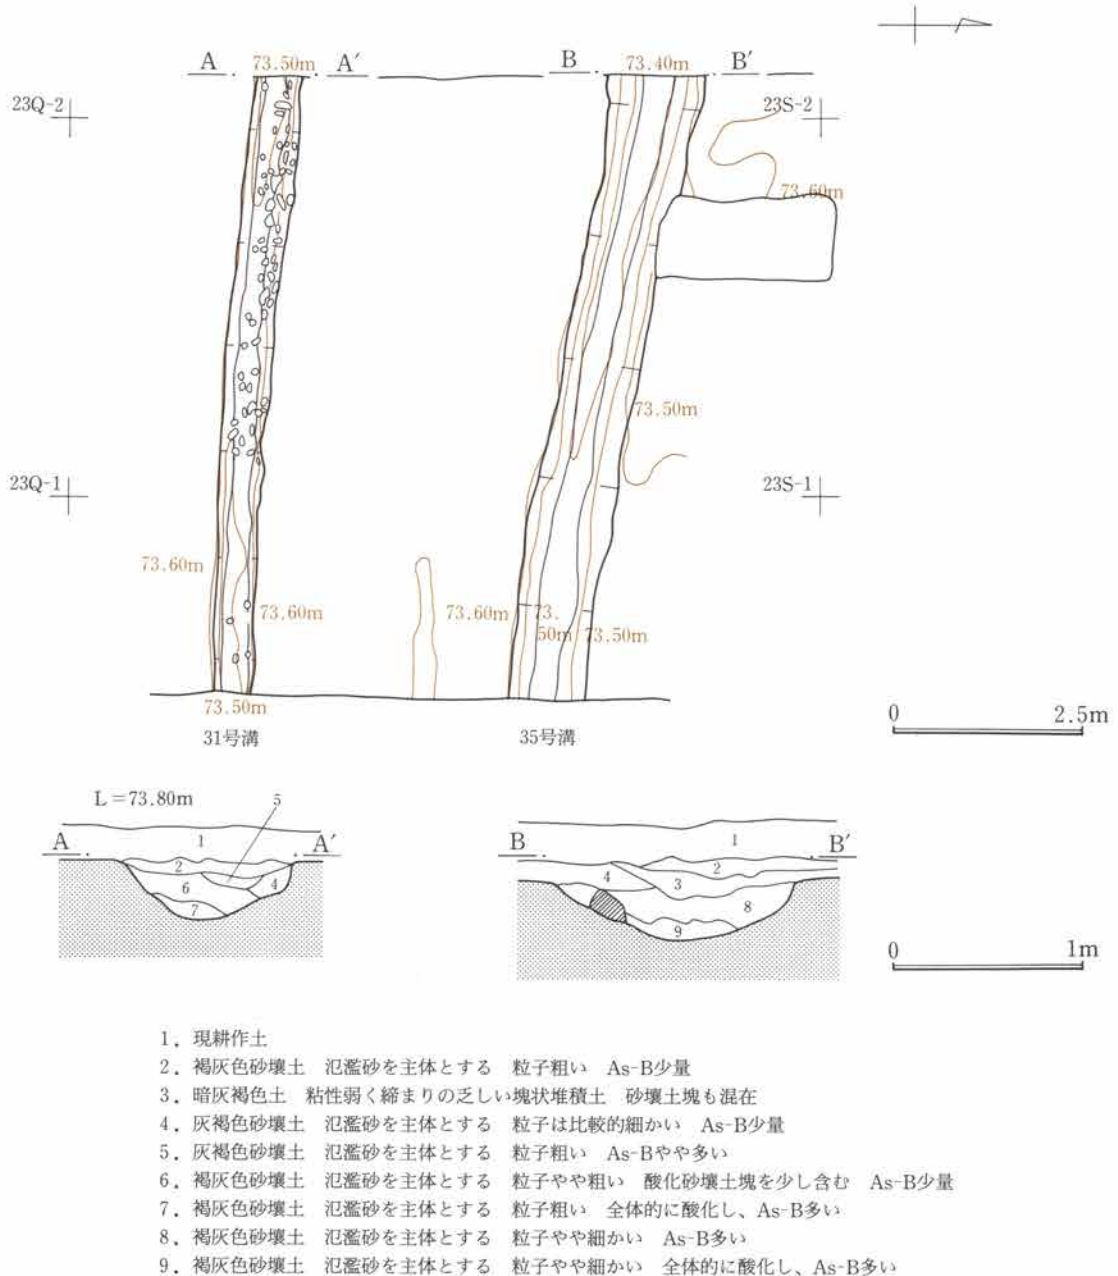 A 73.50m A′ B 73.40m B′
23Q-2 23S-2
73.60m
73.50m
23Q-1 23S-1
73.60m
73.60m 73.60m 73.
50m 73.50m
73.50m
31号溝 35号溝
0 2.5m
L=73.80m 5
A 1 A′ B 1 B′
2 2
6 4 4 3
7 8
9
0 1m
1．現耕作土
2．褐灰色砂壌土 氾濫砂を主体とする 粒子粗い As-B少量
3．暗灰褐色土 粘性弱く締まりの乏しい塊状堆積土 砂壌土塊も混在
4．灰褐色砂壌土 氾濫砂を主体とする 粒子は比較的細かい As-B少量
5．灰褐色砂壌土 氾濫砂を主体とする 粒子粗い As-Bやや多い
6．褐灰色砂壌土 氾濫砂を主体とする 粒子やや粗い 酸化砂壌土塊を少し含む As-B少量
7．褐灰色砂壌土 氾濫砂を主体とする 粒子粗い 全体的に酸化し、As-B多い
8．褐灰色砂壌土 氾濫砂を主体とする 粒子やや細かい As-B多い
9．褐灰色砂壌土 氾濫砂を主体とする 粒子やや細かい 全体的に酸化し、As-B多い